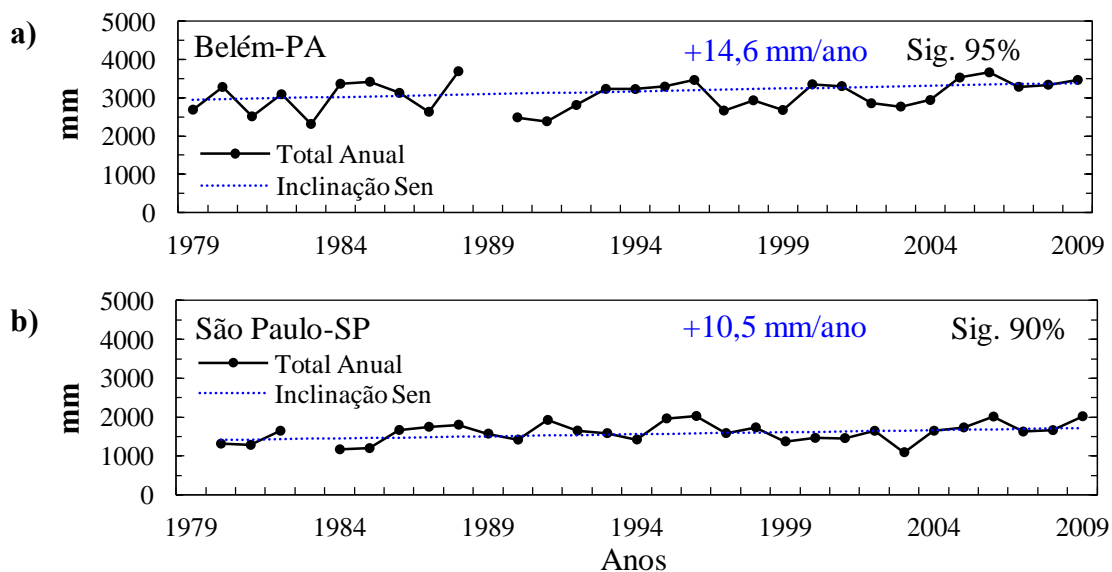 a)
5000
4000
3000
2000
1000
0
mm
Belém-PA
+14,6 mm/ano
Sig. 95%
Total Anual
Inclinação Sen
1979 1984 1989 1994 1999 2004 2009
b)
5000
4000
3000
2000
1000
0
mm
São Paulo-SP
+10,5 mm/ano
Sig. 90%
Total Anual
Inclinação Sen
1979 1984 1989 1994 1999 2004 2009
Anos